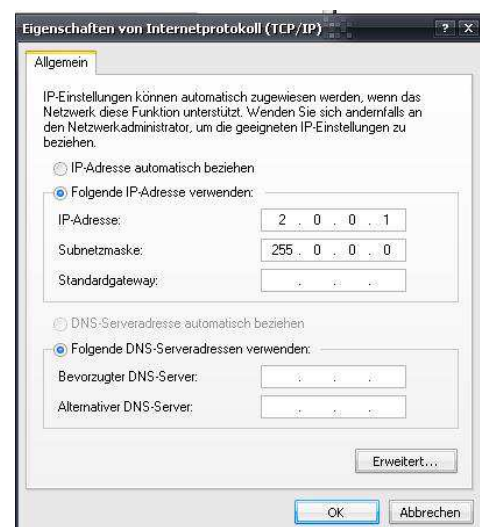 Eigenschaften von Internetprotokoll (TCP/IP)
Allgemein
IP-Einstellungen können automatisch zugewiesen werden, wenn das
Netzwerk diese Funktion unterstützt. Wenden Sie sich andernfalls an
den Netzwerkadministrator, um die geeigneten IP-Einstellungen zu
beziehen.
IP-Adresse automatisch beziehen
Folgende IP-Adresse verwenden:
IP-Adresse: 2 . 0 . 0 . 1
Subnetzmaske: 255 . 0 . 0 . 0
Standardgateway: . . .
DNS-Serveradresse automatisch beziehen
Folgende DNS-Serveradressen verwenden:
Bevorzugter DNS-Server: . . .
Alternativer DNS-Server: . . .
Erweitert...
OK Abbrechen